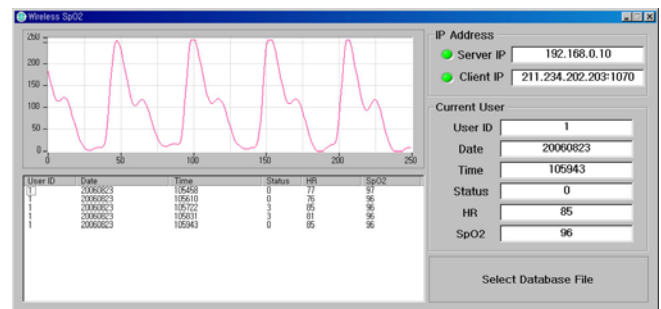 Wireless SpO2
250
200
150
100
50
0
0 50 100 150 200 250
User ID Date Time Status HR SpO2
1 20060823 105458 0 77 97
1 20060823 105610 0 76 96
1 20060823 105722 3 85 96
1 20060823 105831 3 81 96
1 20060823 105943 0 85 96
IP Address
Server IP 192.168.0.10
Client IP 211.234.202.203:1070
Current User
User ID 1
Date 20060823
Time 105943
Status 0
HR 85
SpO2 96
Select Database File